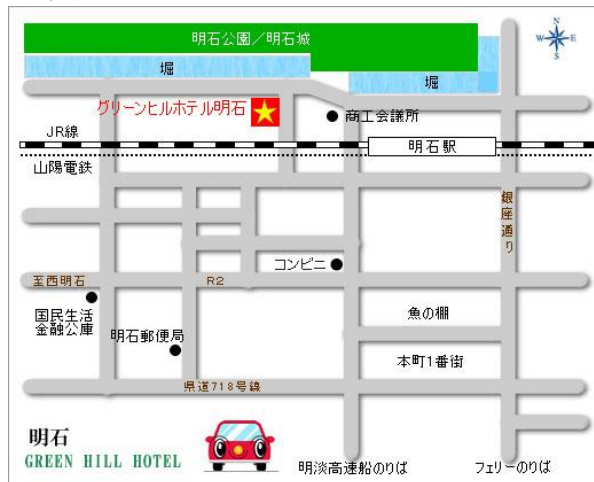 明石公園／明石城
堀
堀
W E
S
グリーンヒルホテル明石
商工会議所
JR線
明石駅
山陽電鉄
銀座通り
コンビニ
至西明石
R2
国民生活
金融公庫
明石郵便局
魚の棚
本町1番街
県道718号線
明石
GREEN HILL HOTEL
明淡高速船のりば
フェリーのりば